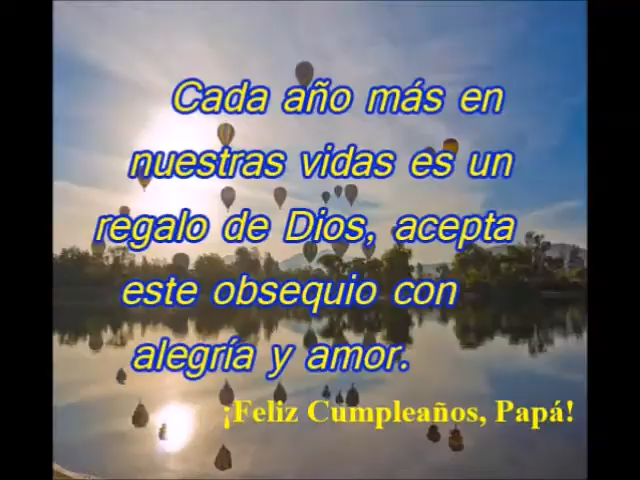 Cada año más en
nuestras vidas es un
regalo de Dios, acepta
este obsequio con
alegría y amor.
¡Feliz Cumpleaños, Papá!